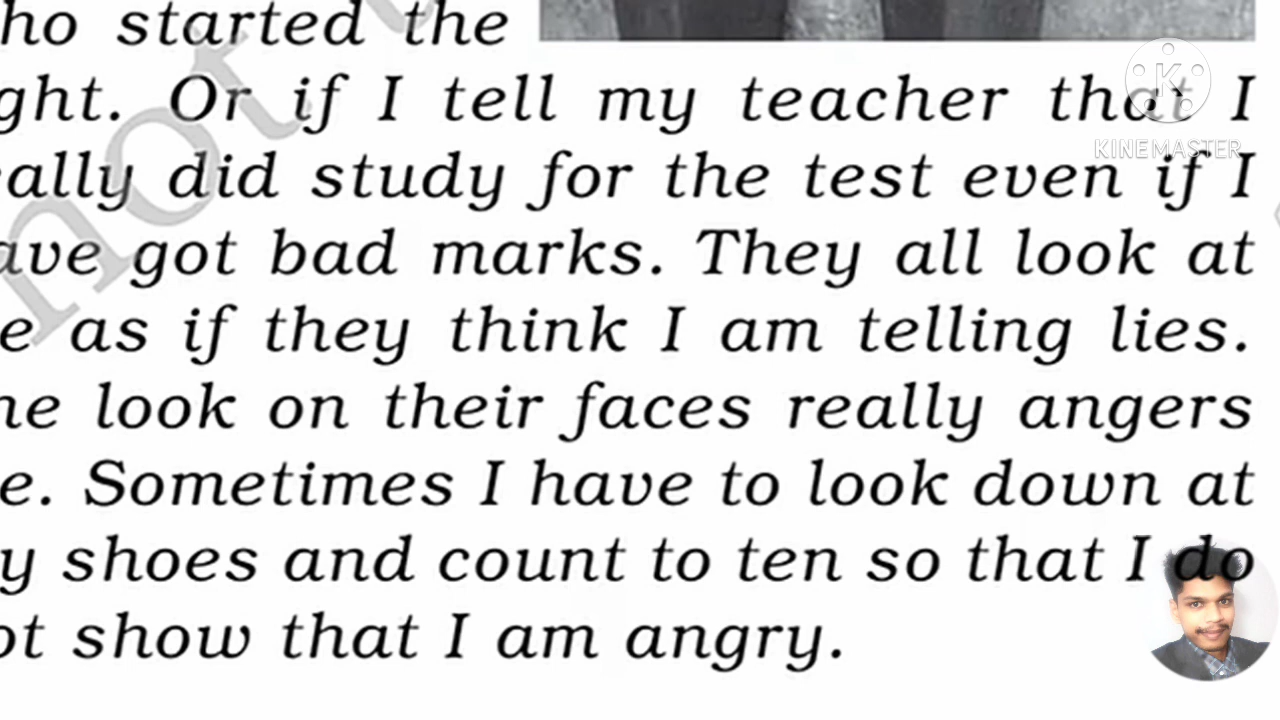 ho started the
ght. Or if I tell my teacher that I
KINEMASTER
eally did study for the test even if I
ave got bad marks. They all look at
e as if they think I am telling lies.
he look on their faces really angers
e. Sometimes I have to look down at
y shoes and count to ten so that I do
ot show that I am angry.
not